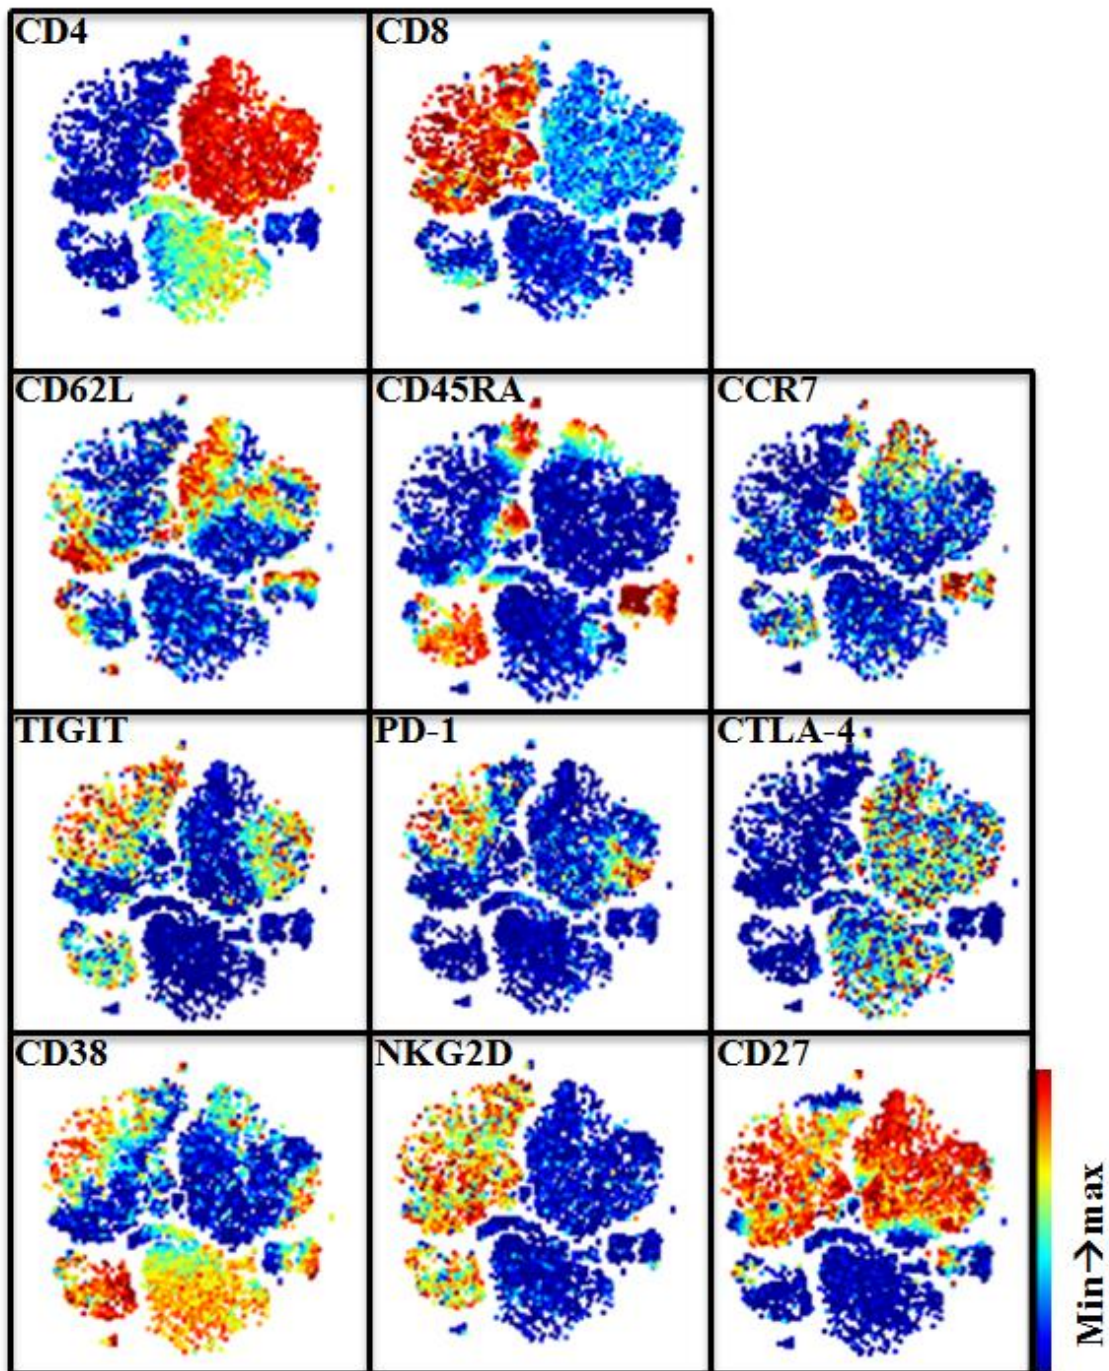 CD4
CD8
CD62L
CD45RA
CCR7
TIGIT
PD-1
CTLA-4
CD38
NKG2D
CD27
Min→max